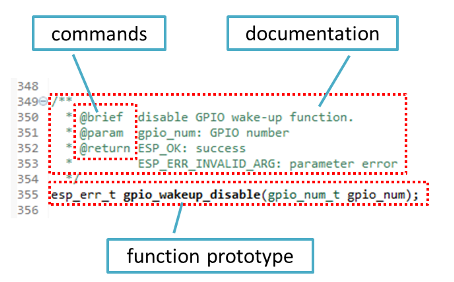 commands
documentation
348
349 /**
350 * @brief disable GPIO wake-up function.
351 * @param gpio_num: GPIO number
352 * @return ESP_OK: success
353 * ESP_ERR_INVALID_ARG: parameter error
354 */
355 esp_err_t gpio_wakeup_disable(gpio_num_t gpio_num);
356
function prototype